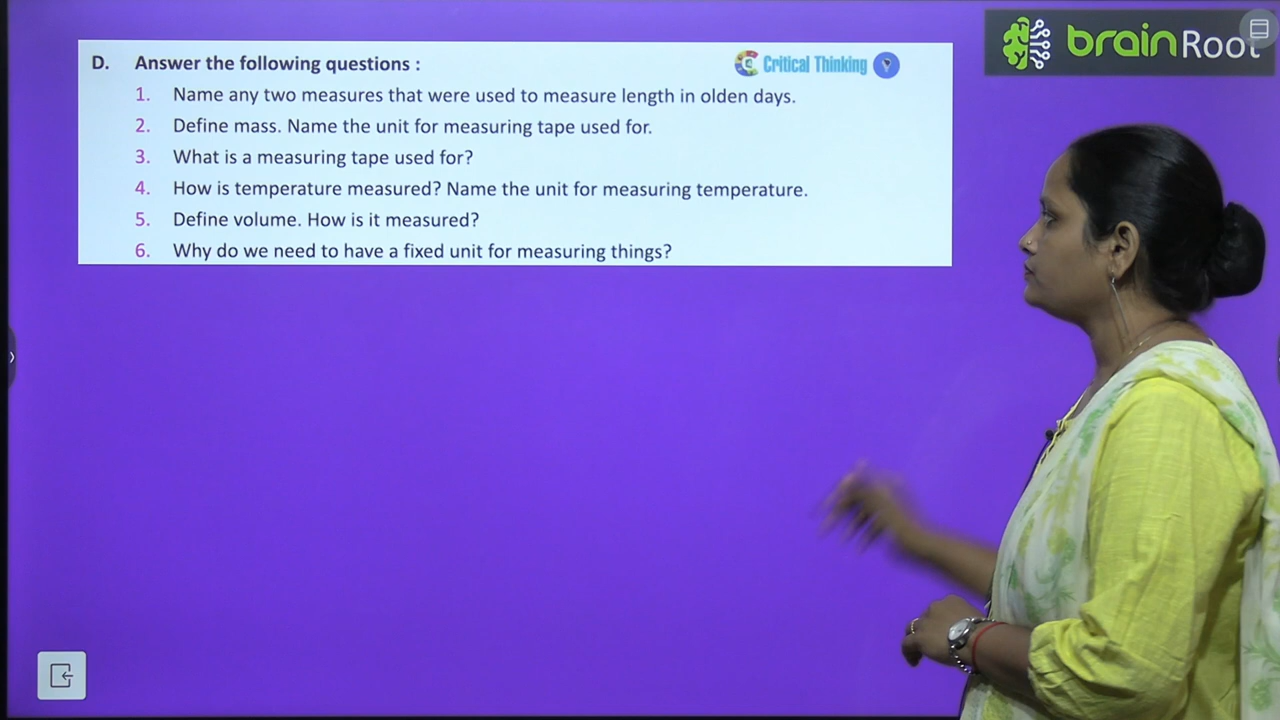 brainRoot
D. Answer the following questions :
Critical Thinking
1. Name any two measures that were used to measure length in olden days.
2. Define mass. Name the unit for measuring tape used for.
3. What is a measuring tape used for?
4. How is temperature measured? Name the unit for measuring temperature.
5. Define volume. How is it measured?
6. Why do we need to have a fixed unit for measuring things?